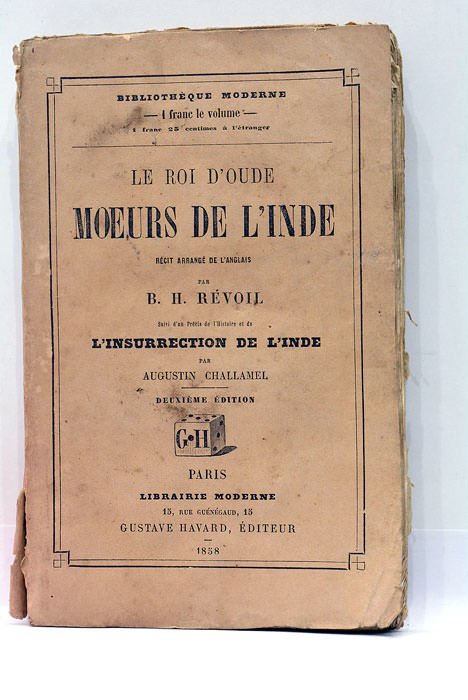 BIBLIOTHÈQUE MODERNE
— 1 franc le volume —
1 franc 25 centimes à l'étranger
LE ROI D'OUDE
MOEURS DE L'INDE
RÉCIT ARRANGÉ DE L'ANGLAIS
PAR
B. H. RÉVOIL
Suivi d'un Précis de l'Histoire et de
L'INSURRECTION DE L'INDE
PAR
AUGUSTIN CHALLAMEL
DEUXIÈME ÉDITION
G•H
PARIS
LIBRAIRIE MODERNE
15, RUE GUÉNÉGAUD, 15
GUSTAVE HAVARD, ÉDITEUR
—
1858